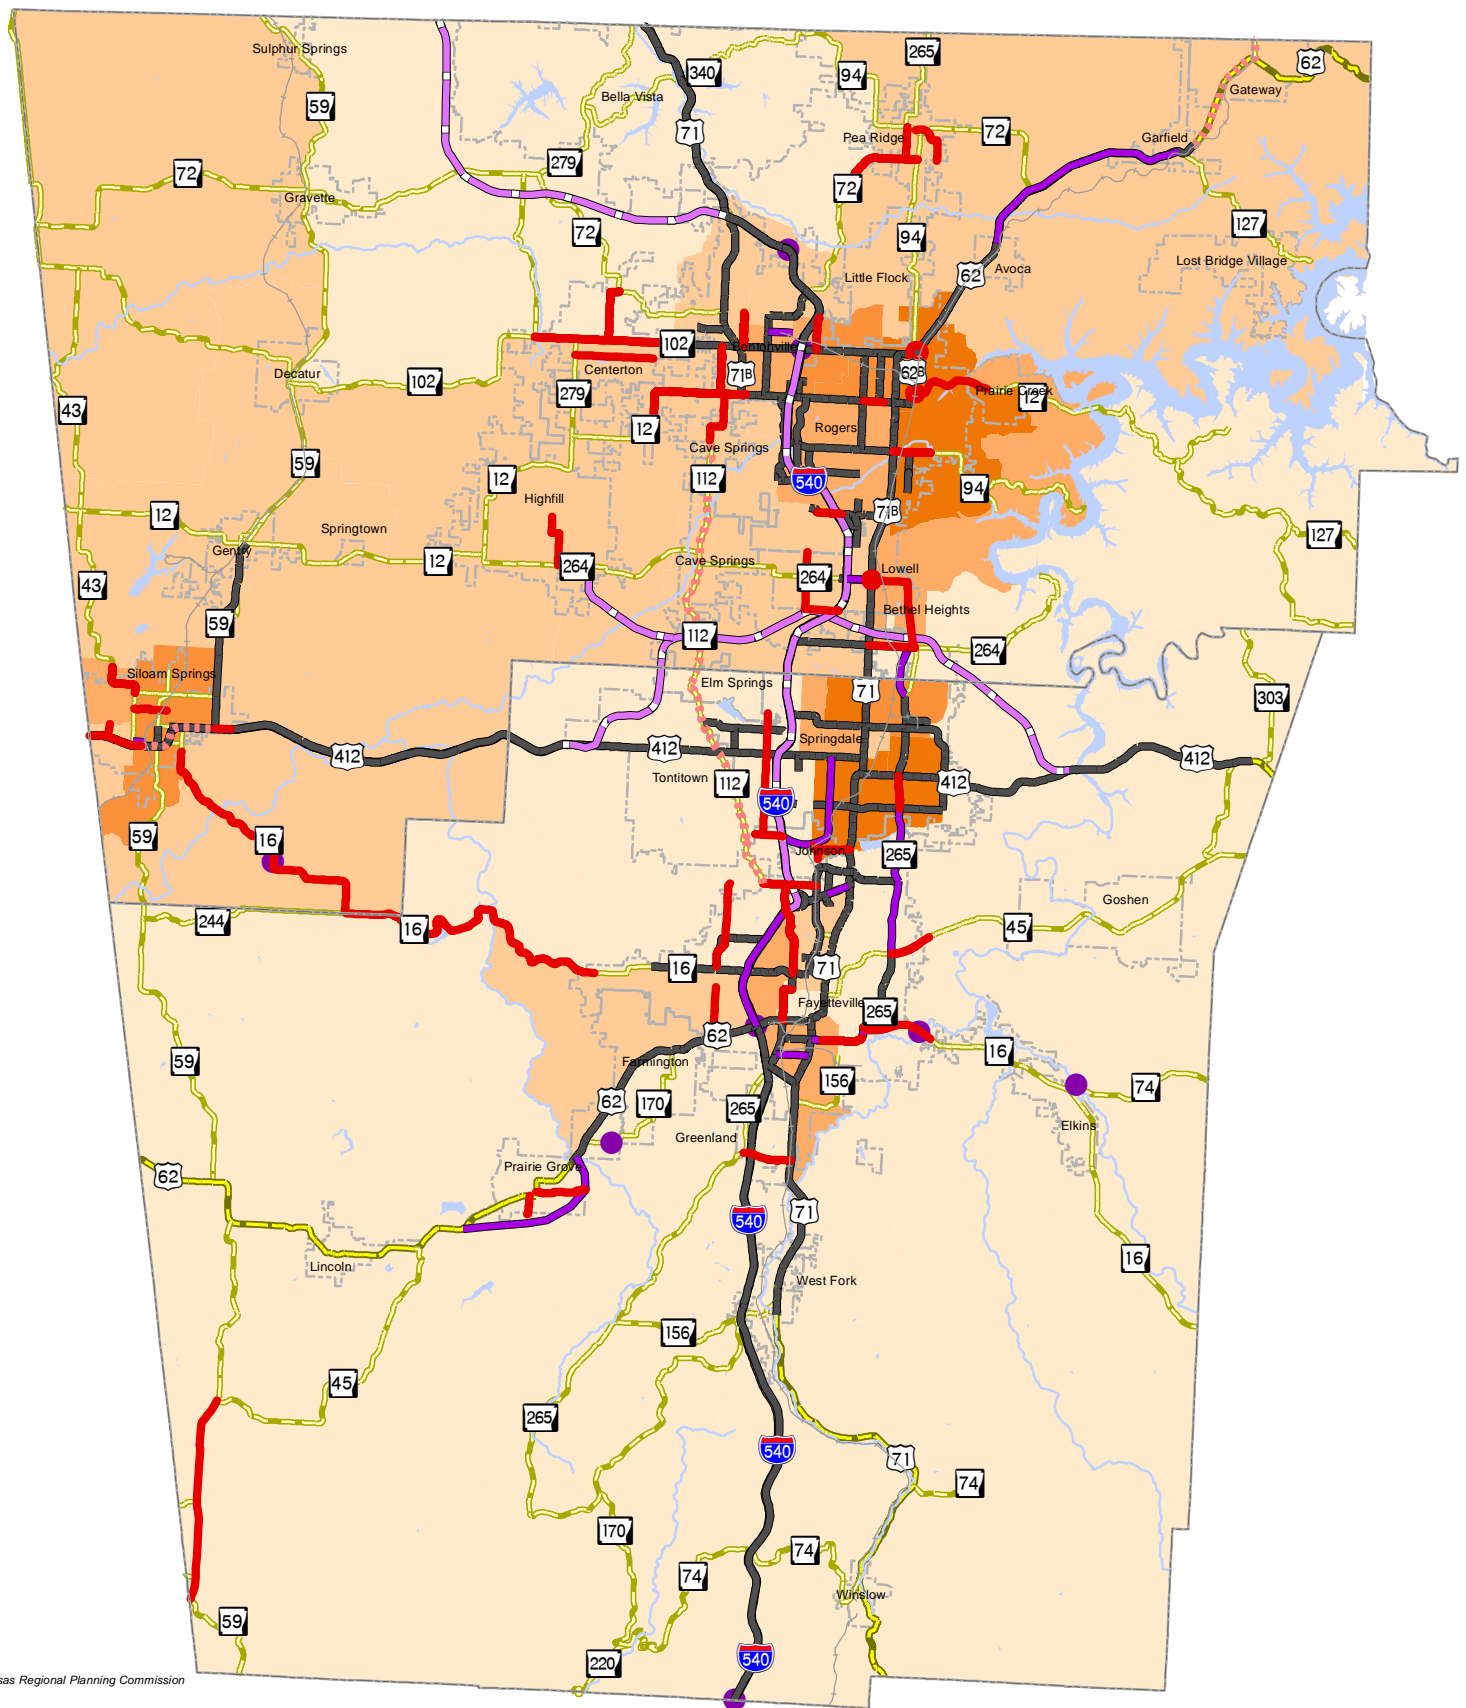 Sulphur Springs
265
62
340
94
Gateway
59
Bella Vista
71
Pea Ridge
72
Garfield
279
72
72
Gravette
127
72
94
Lost Bridge Village
Avoca
62
Little Flock
102
Bentonville
Centerton
71B
62B
Decatur
102
279
Prairie Creek
12
43
12
Rogers
Cave Springs
59
12
112
540
94
Highfill
71B
12
Springtown
127
Gentry
12
Cave Springs
264
264
Lowell
43
59
Bethel Heights
112
264
Siloam Springs
Elm Springs
71
303
Springdale
412
412
412
Tontitown
112
412
540
59
16
Johnson
265
Goshen
244
16
45
16
71
Fayetteville
265
62
16
59
Farmington
156
74
62
170
265
Elkins
Greenland
Prairie Grove
62
540
71
16
Lincoln
West Fork
156
45
265
540
71
74
170
74
74
Winslow
59
220
540
sas Regional Planning Commission